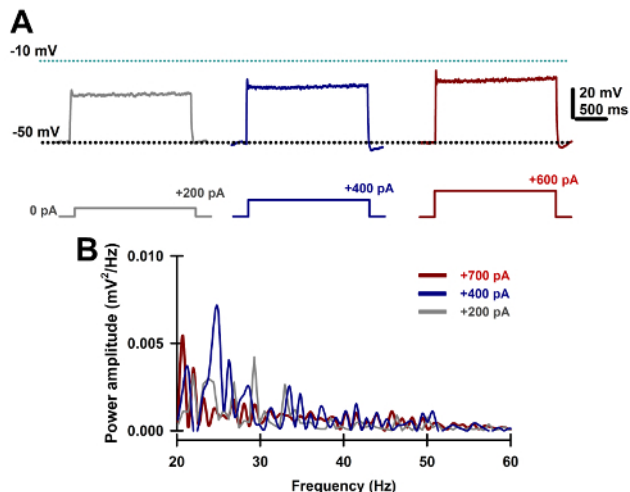 A
-10 mV
20 mV
500 ms
-50 mV
0 pA
+200 pA
+400 pA
+600 pA
B
Power amplitude (mV²/Hz)
0.010
0.005
0.000
+700 pA
+400 pA
+200 pA
20 30 40 50 60
Frequency (Hz)